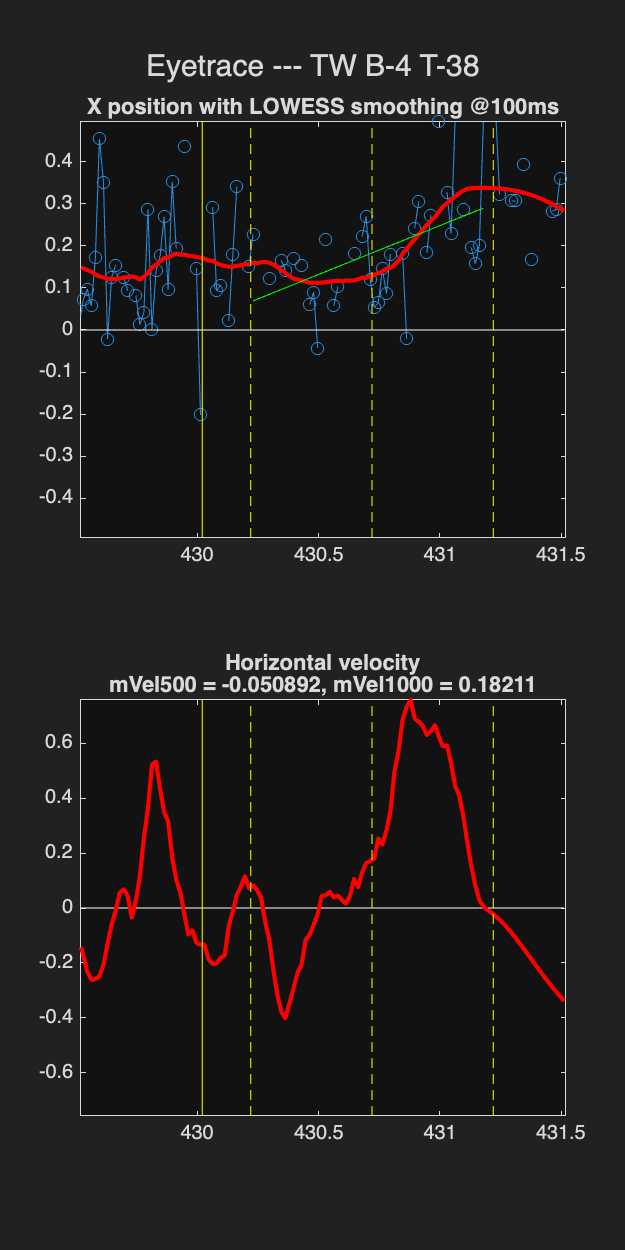 Eyetrace --- TW B-4 T-38
X position with LOWESS smoothing @100ms
0.4
0.3
0.2
0.1
0
-0.1
-0.2
-0.3
-0.4
430 430.5 431 431.5
Horizontal velocity
mVel500 = -0.050892, mVel1000 = 0.18211
0.6
0.4
0.2
0
-0.2
-0.4
-0.6
430 430.5 431 431.5